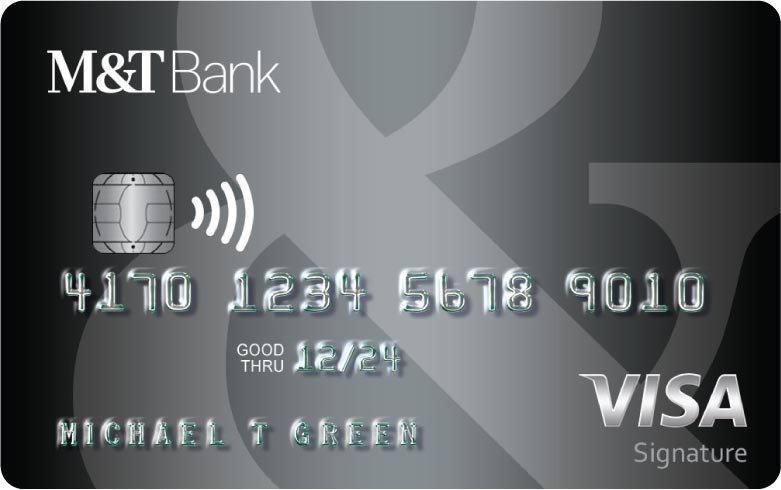 M&T Bank
4170 1234 5678 9010
GOOD THRU 12/24
MICHAEL T GREEN
VISA
Signature